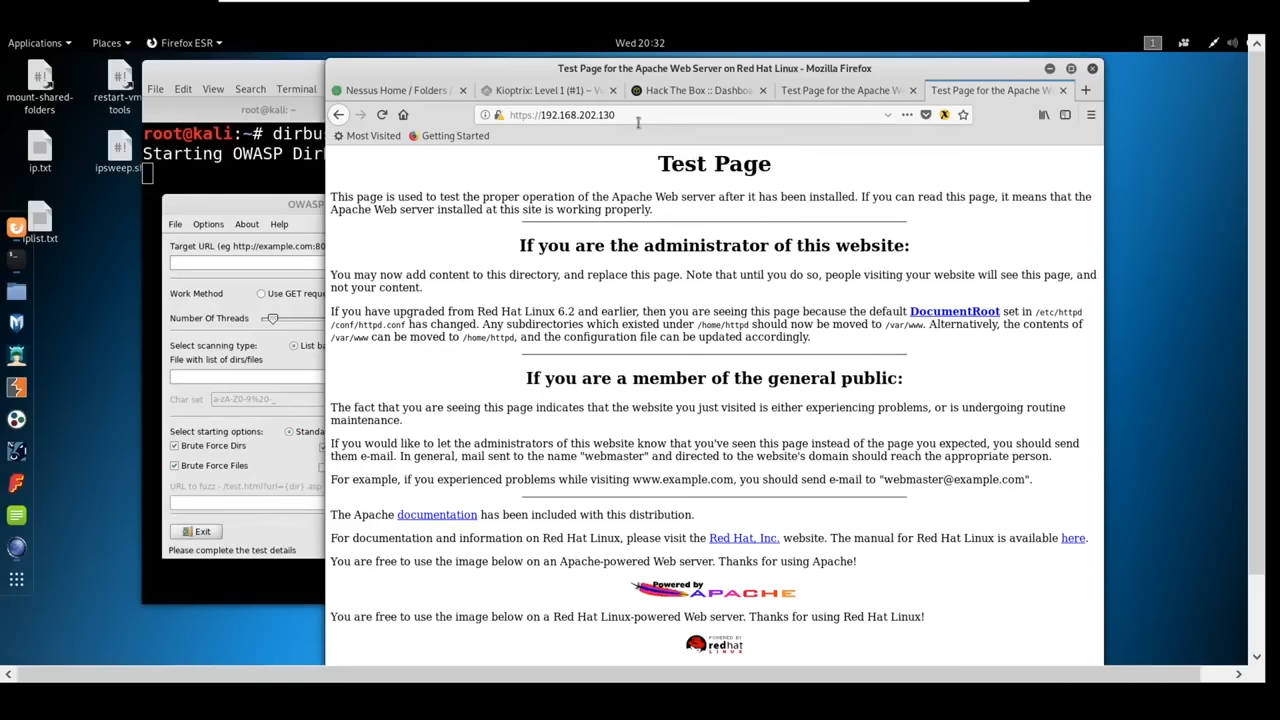 Applications
Places
Firefox ESR
Wed 20:32
1
mount-shared-folders
restart-vm
tools
ip.txt
ipsweep.sl
iplist.txt
File Edit View Search Terminal
root@kali: ~
root@kali:~# dirbu
Starting OWASP Dirl
OWASP
File Options About Help
Target URL (eg http://example.com:80
Work Method
Use GET reque
Number Of Threads
Select scanning type:
List ba
File with list of dirs/files
Char set
a-zA-Z0-9%20-_
Select starting options:
Standa
Brute Force Dirs
Brute Force Files
URL to fuzz - /test.html?url={dir}.asp
Exit
Please complete the test details
Test Page for the Apache Web Server on Red Hat Linux - Mozilla Firefox
Nessus Home / Folders /
Kioptrix: Level 1 (#1) ~ V
Hack The Box :: Dashboa
Test Page for the Apache W
Test Page for the Apache W
https://192.168.202.130
Most Visited
Getting Started
Test Page
This page is used to test the proper operation of the Apache Web server after it has been installed. If you can read this page, it means that the
Apache Web server installed at this site is working properly.
If you are the administrator of this website:
You may now add content to this directory, and replace this page. Note that until you do so, people visiting your website will see this page, and
not your content.
If you have upgraded from Red Hat Linux 6.2 and earlier, then you are seeing this page because the default DocumentRoot set in /etc/httpd
/conf/httpd.conf has changed. Any subdirectories which existed under /home/httpd should now be moved to /var/www. Alternatively, the contents of
/var/www can be moved to /home/httpd, and the configuration file can be updated accordingly.
If you are a member of the general public:
The fact that you are seeing this page indicates that the website you just visited is either experiencing problems, or is undergoing routine
maintenance.
If you would like to let the administrators of this website know that you've seen this page instead of the page you expected, you should send
them e-mail. In general, mail sent to the name "webmaster" and directed to the website's domain should reach the appropriate person.
For example, if you experienced problems while visiting www.example.com, you should send e-mail to "webmaster@example.com".
The Apache documentation has been included with this distribution.
For documentation and information on Red Hat Linux, please visit the Red Hat, Inc. website. The manual for Red Hat Linux is available here.
You are free to use the image below on an Apache-powered Web server. Thanks for using Apache!
Powered by
APACHE
You are free to use the image below on a Red Hat Linux-powered Web server. Thanks for using Red Hat Linux!
POWERED BY
redhat
LINUX